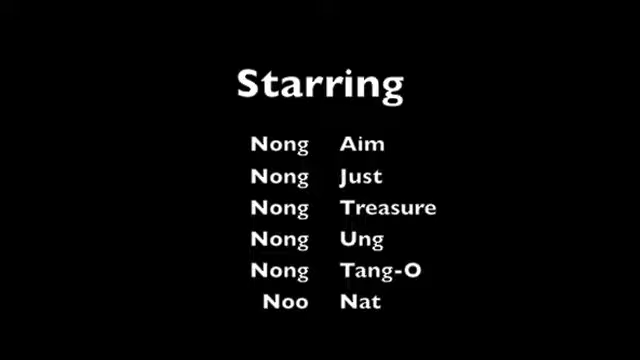 Starring
Nong Aim
Nong Just
Nong Treasure
Nong Ung
Nong Tang-O
Noo Nat